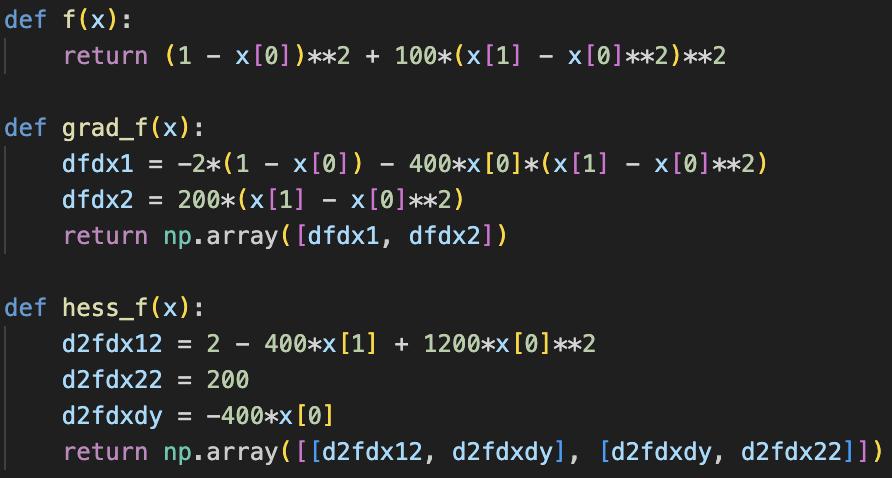 def f(x):
    return (1 - x[0])**2 + 100*(x[1] - x[0]**2)**2
def grad_f(x):
    dfdx1 = -2*(1 - x[0]) - 400*x[0]*(x[1] - x[0]**2)
    dfdx2 = 200*(x[1] - x[0]**2)
    return np.array([dfdx1, dfdx2])
def hess_f(x):
    d2fdx12 = 2 - 400*x[1] + 1200*x[0]**2
    d2fdx22 = 200
    d2fdxdy = -400*x[0]
    return np.array([[d2fdx12, d2fdxdy], [d2fdxdy, d2fdx22]])